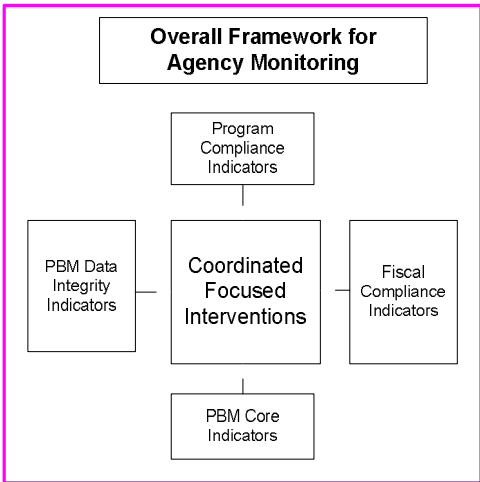 Overall Framework for
Agency Monitoring
Program
Compliance
Indicators
PBM Data
Integrity
Indicators
Coordinated
Focused
Interventions
Fiscal
Compliance
Indicators
PBM Core
Indicators